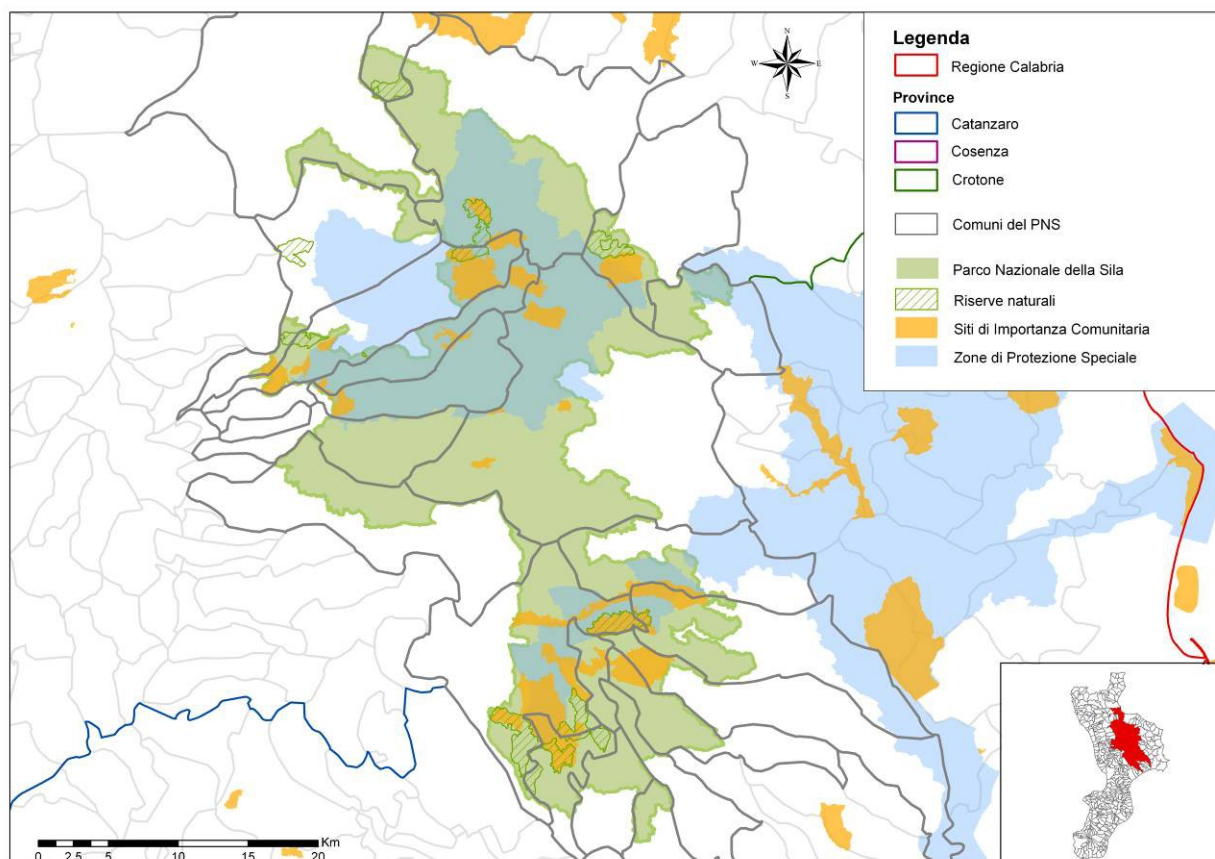 N
W E
S
Legenda
Regione Calabria
Province
Catanzaro
Cosenza
Crotone
Comuni del PNS
Parco Nazionale della Sila
Riserve naturali
Siti di Importanza Comunitaria
Zone di Protezione Speciale
Km
0 2,5 5 10 15 20